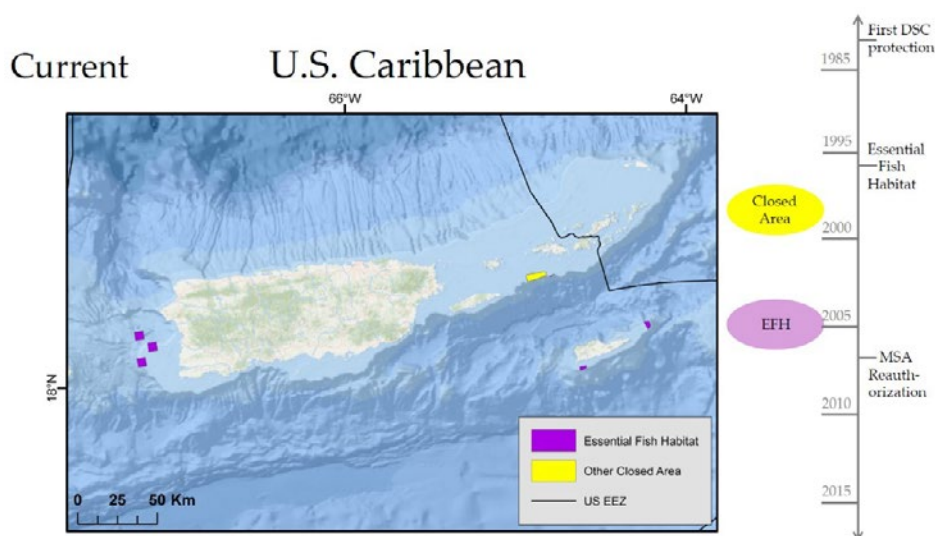 Current
U.S. Caribbean
66°W
64°W
18°N
Essential Fish Habitat
Other Closed Area
US EEZ
0 25 50 Km
First DSC
protection
1985
1995
Essential
Fish
Habitat
Closed
Area
2000
2005
EFH
MSA
Reauth-
orization
2010
2015